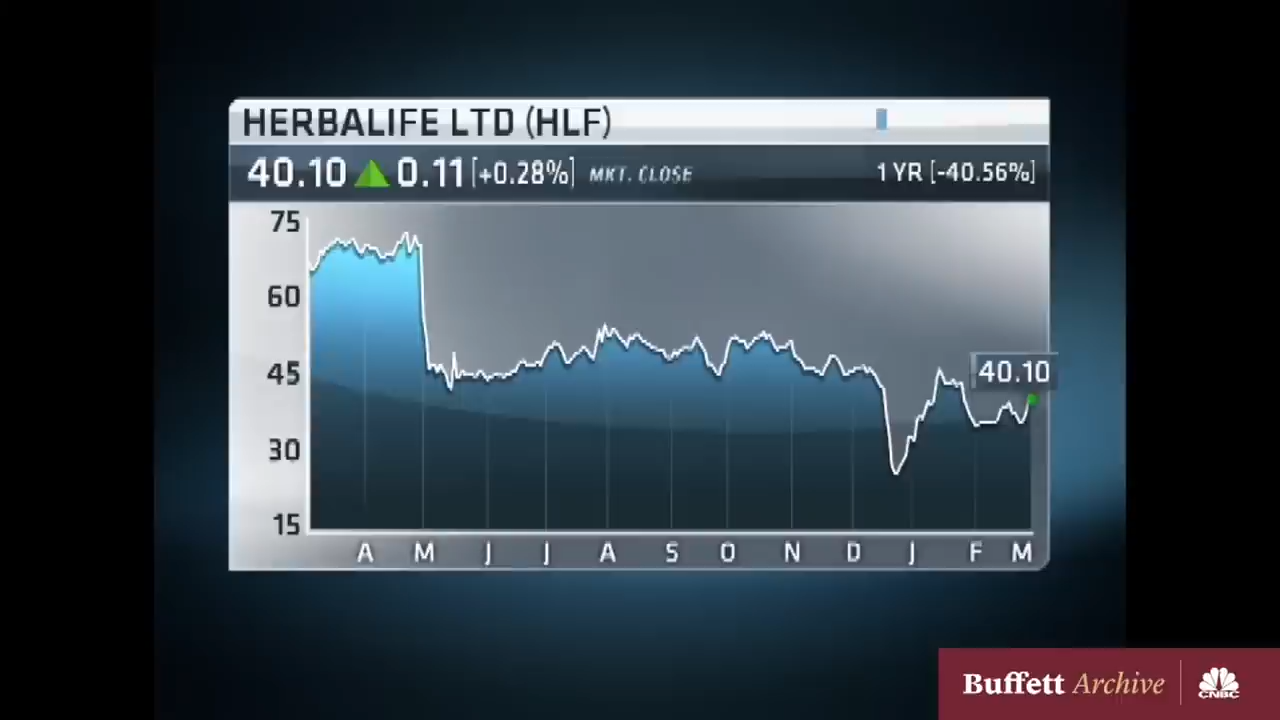 HERBALIFE LTD (HLF)
40.10 ▲ 0.11 [+0.28%] MKT. CLOSE 1 YR [-40.56%]
75
60
45
30
15
40.10
A M J J A S O N D J F M
Buffett Archive
CNBC